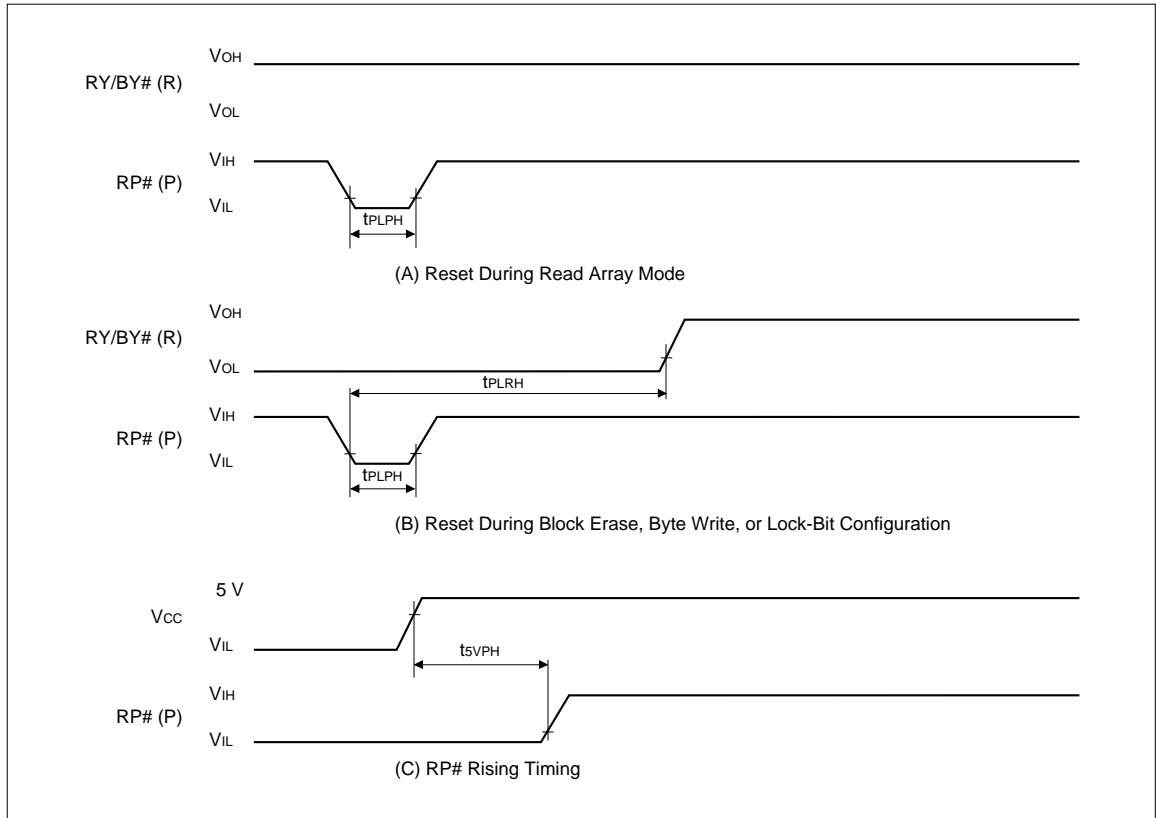 VOH
RY/BY# (R)
VOL
VIH
RP# (P)
VIL
tPLPH
(A) Reset During Read Array Mode
VOH
RY/BY# (R)
VOL
tPLRH
VIH
RP# (P)
VIL
tPLPH
(B) Reset During Block Erase, Byte Write, or Lock-Bit Configuration
5 V
VCC
VIL
t5VPH
VIH
RP# (P)
VIL
(C) RP# Rising Timing